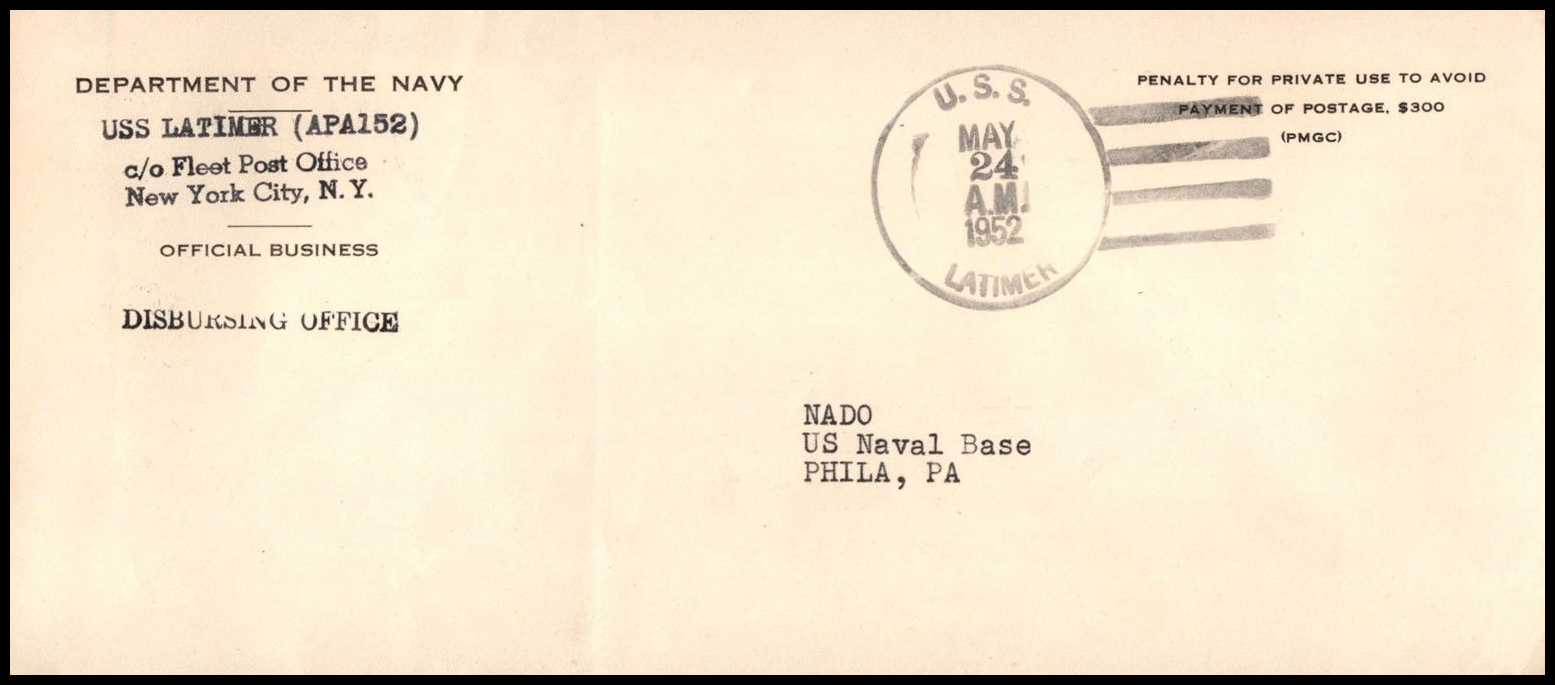 DEPARTMENT OF THE NAVY
USS LATIMER (APA152)
c/o Fleet Post Office
New York City, N.Y.
OFFICIAL BUSINESS
DISBURSING OFFICE
U.S.S.
MAY
24
A.M.
1952
LATIMER
PENALTY FOR PRIVATE USE TO AVOID
PAYMENT OF POSTAGE, $300
(PMGC)
NADO
US Naval Base
PHILA, PA